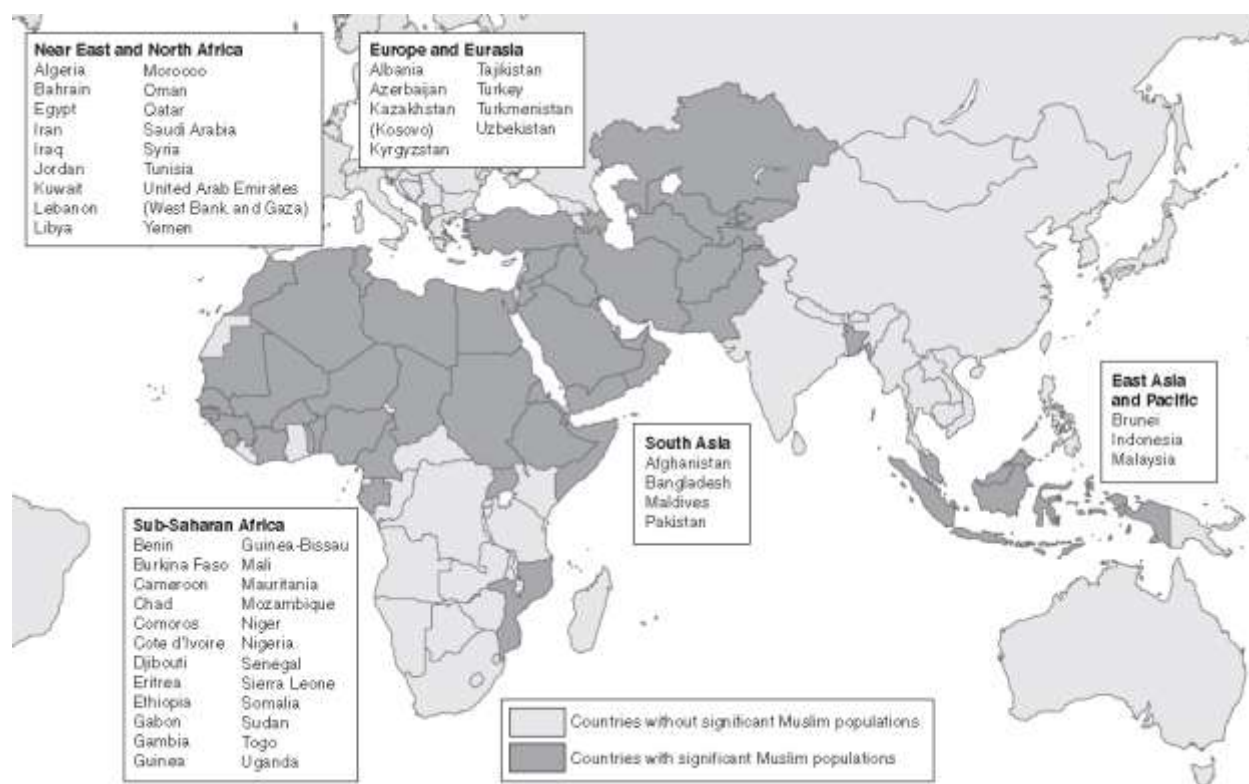 Near East and North Africa
Algeria Morocco
Bahrain Oman
Egypt Qatar
Iran Saudi Arabia
Iraq Syria
Jordan Tunisia
Kuwait United Arab Emirates
Lebanon (West Bank and Gaza)
Libya Yemen
Europe and Eurasia
Albania Tajikistan
Azerbaijan Turkey
Kazakhstan Turkmenistan
(Kosovo) Uzbekistan
Kyrgyzstan
East Asia
and Pacific
Brunei
Indonesia
Malaysia
South Asia
Afghanistan
Bangladesh
Maldives
Pakistan
Sub-Saharan Africa
Benin Guinea-Bissau
Burkina Faso Mali
Cameroon Mauritania
Chad Mozambique
Comoros Niger
Cote d'Ivoire Nigeria
Djibouti Senegal
Eritrea Sierra Leone
Ethiopia Somalia
Gabon Sudan
Gambia Togo
Guinea Uganda
Countries without significant Muslim populations
Countries with significant Muslim populations